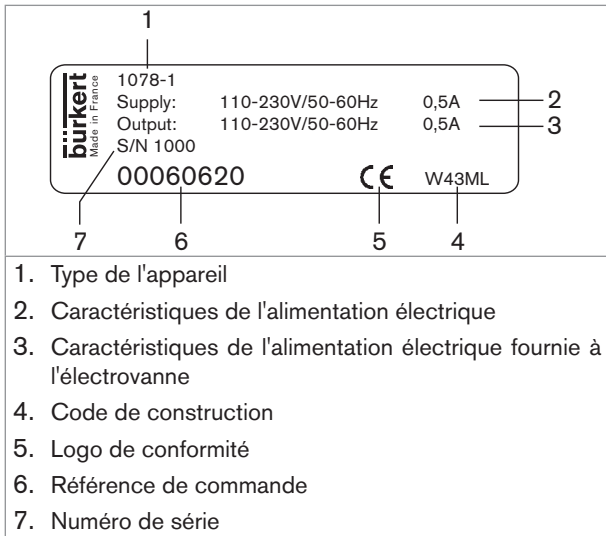 1
bürkert
Made in France
1078-1
Supply: 110-230V/50-60Hz 0,5A
2
Output: 110-230V/50-60Hz 0,5A
3
S/N 1000
00060620 CE W43ML
7 6 5 4
1. Type de l'appareil
2. Caractéristiques de l'alimentation électrique
3. Caractéristiques de l'alimentation électrique fournie à
l'électrovanne
4. Code de construction
5. Logo de conformité
6. Référence de commande
7. Numéro de série